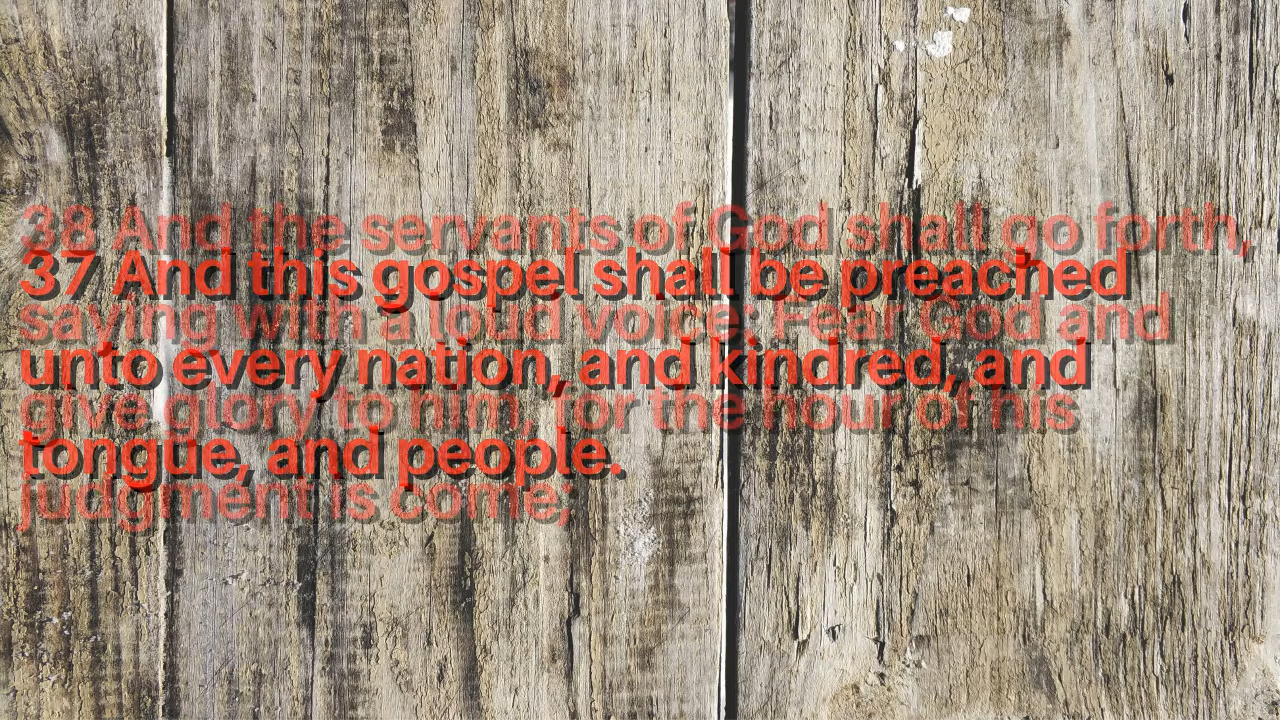 38 And the servants of God shall go forth,
37 And this gospel shall be preached
saying with a loud voice: Fear God and
unto every nation, and kindred, and
give glory to him, for the hour of his
tongue, and people.
judgment is come;